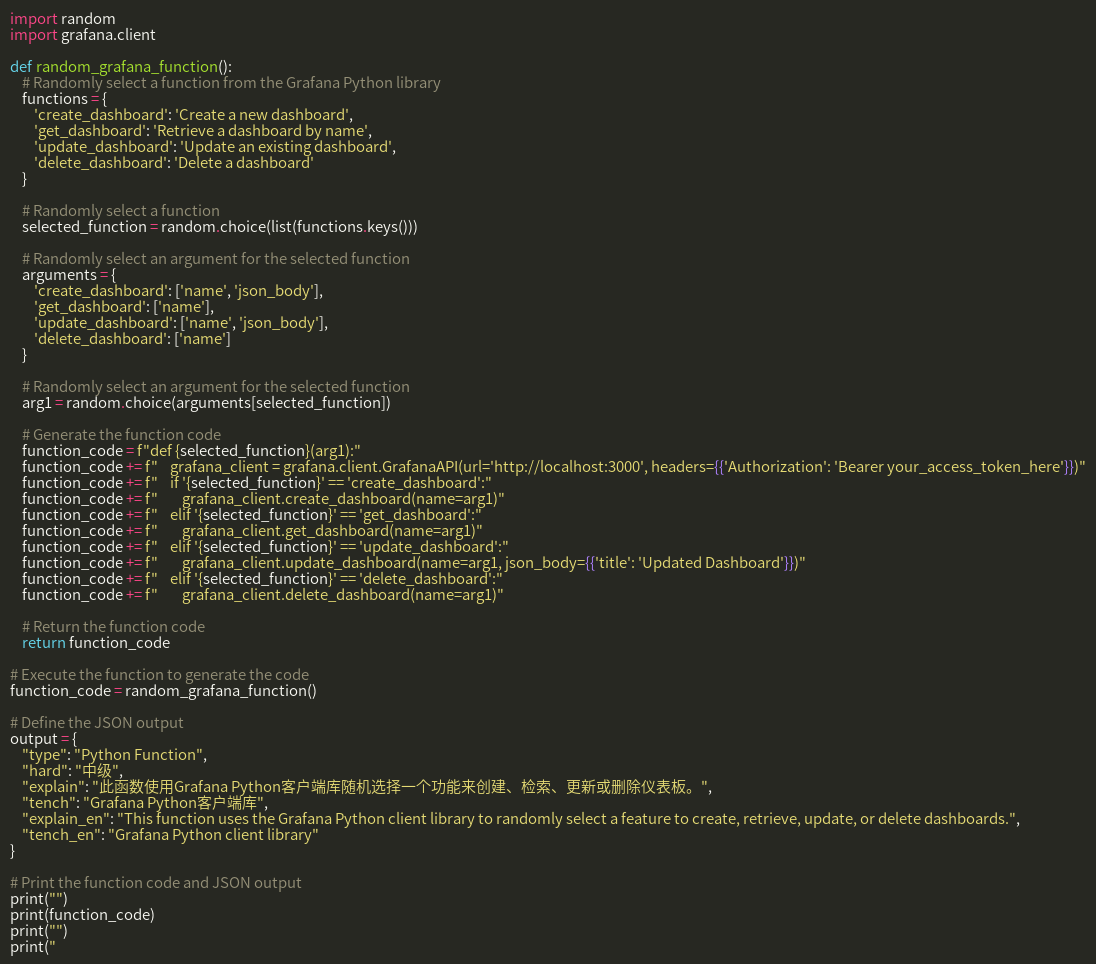 import random
import grafana.client

def random_grafana_function():
    # Randomly select a function from the Grafana Python library
    functions = {
        'create_dashboard': 'Create a new dashboard',
        'get_dashboard': 'Retrieve a dashboard by name',
        'update_dashboard': 'Update an existing dashboard',
        'delete_dashboard': 'Delete a dashboard'
    }

    # Randomly select a function
    selected_function = random.choice(list(functions.keys()))

    # Randomly select an argument for the selected function
    arguments = {
        'create_dashboard': ['name', 'json_body'],
        'get_dashboard': ['name'],
        'update_dashboard': ['name', 'json_body'],
        'delete_dashboard': ['name']
    }

    # Randomly select an argument for the selected function
    arg1 = random.choice(arguments[selected_function])

    # Generate the function code
    function_code = f"def {selected_function}(arg1):"
    function_code += f"    grafana_client = grafana.client.GrafanaAPI(url='http://localhost:3000', headers={{'Authorization': 'Bearer your_access_token_here'}})"
    function_code += f"    if '{selected_function}' == 'create_dashboard':"
    function_code += f"        grafana_client.create_dashboard(name=arg1)"
    function_code += f"    elif '{selected_function}' == 'get_dashboard':"
    function_code += f"        grafana_client.get_dashboard(name=arg1)"
    function_code += f"    elif '{selected_function}' == 'update_dashboard':"
    function_code += f"        grafana_client.update_dashboard(name=arg1, json_body={{'title': 'Updated Dashboard'}})"
    function_code += f"    elif '{selected_function}' == 'delete_dashboard':"
    function_code += f"        grafana_client.delete_dashboard(name=arg1)"

    # Return the function code
    return function_code

# Execute the function to generate the code
function_code = random_grafana_function()

# Define the JSON output
output = {
    "type": "Python Function",
    "hard": "中级",
    "explain": "此函数使用Grafana Python客户端库随机选择一个功能来创建、检索、更新或删除仪表板。",
    "tench": "Grafana Python客户端库",
    "explain_en": "This function uses the Grafana Python client library to randomly select a feature to create, retrieve, update, or delete dashboards.",
    "tench_en": "Grafana Python client library"
}

# Print the function code and JSON output
print("")
print(function_code)
print("")
print("